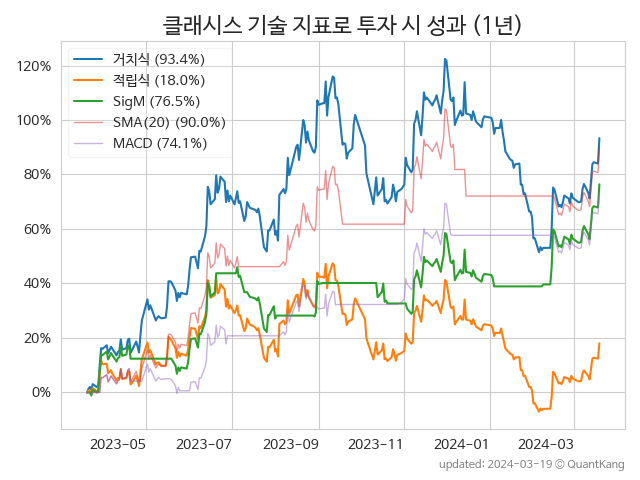 클래시스 기술 지표로 투자 시 성과 (1년)
거치식 (93.4%)
적립식 (18.0%)
SigM (76.5%)
SMA(20) (90.0%)
MACD (74.1%)
120%
100%
80%
60%
40%
20%
0%
2023-05 2023-07 2023-09 2023-11 2024-01 2024-03
updated: 2024-03-19 © QuantKang